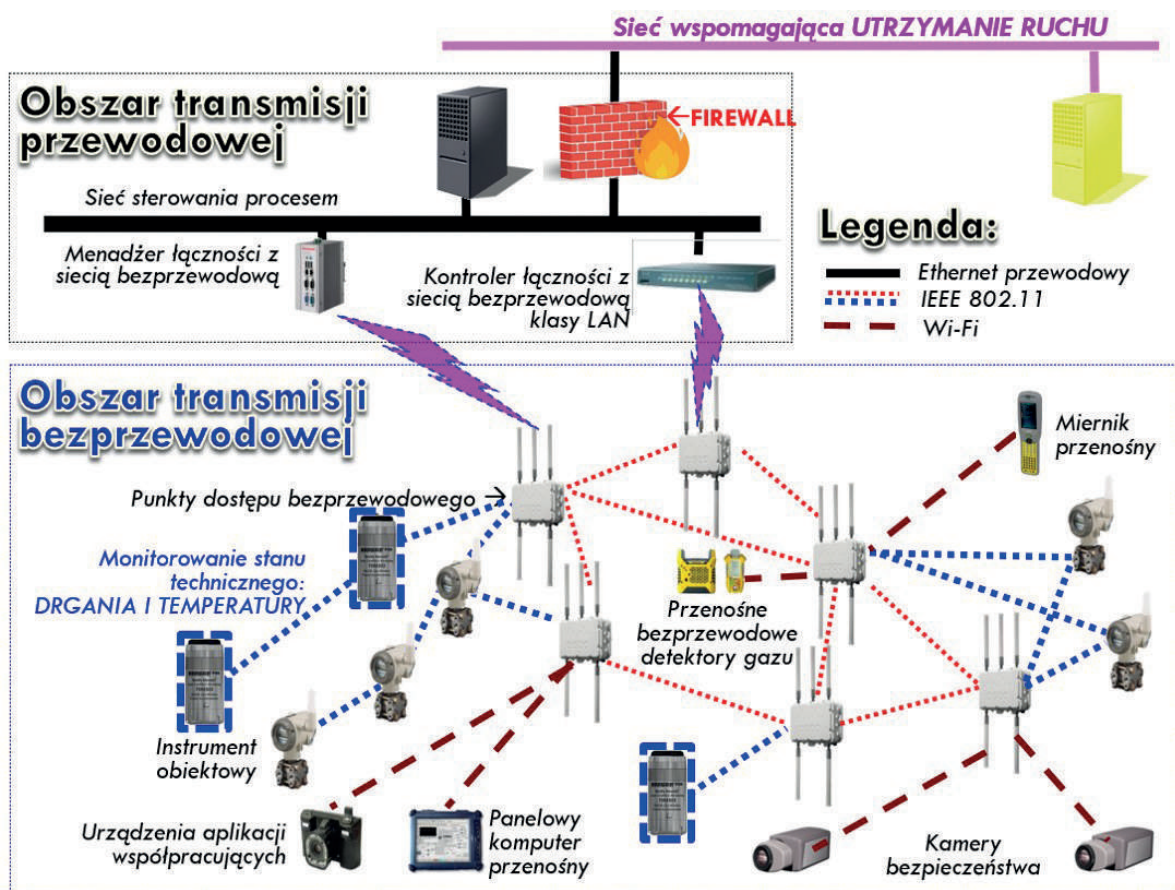 Sieć wspomagająca UTRZYMANIE RUCHU
Obszar transmisji
przewodowej
←FIREWALL
Sieć sterowania procesem
Menadżer łączności z
siecią bezprzewodową
Kontroler łączności z
siecią bezprzewodową
klasy LAN
Legenda:
Ethernet przewodowy
IEEE 802.11
Wi-Fi
Obszar transmisji
bezprzewodowej
Miernik
przenośny
Punkty dostępu bezprzewodowego →
Monitorowanie stanu
technicznego:
DRGANIA I TEMPERATURY
Przenośne
bezprzewodowe
detektory gazu
Instrument
obiektowy
Urządzenia aplikacji
współpracujących
Panelowy
komputer
przenośny
Kamery
bezpieczeństwa